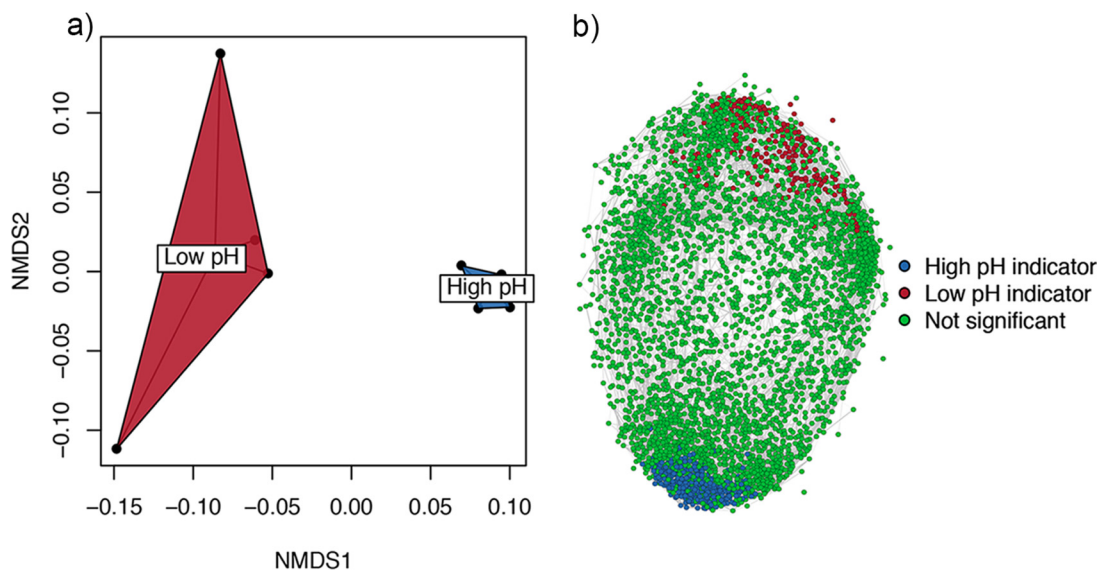 a)
NMDS2
0.10
0.05
0.00
−0.05
−0.10
Low pH
High pH
−0.15 −0.10 −0.05 0.00 0.05 0.10
NMDS1
b)
High pH indicator
Low pH indicator
Not significant